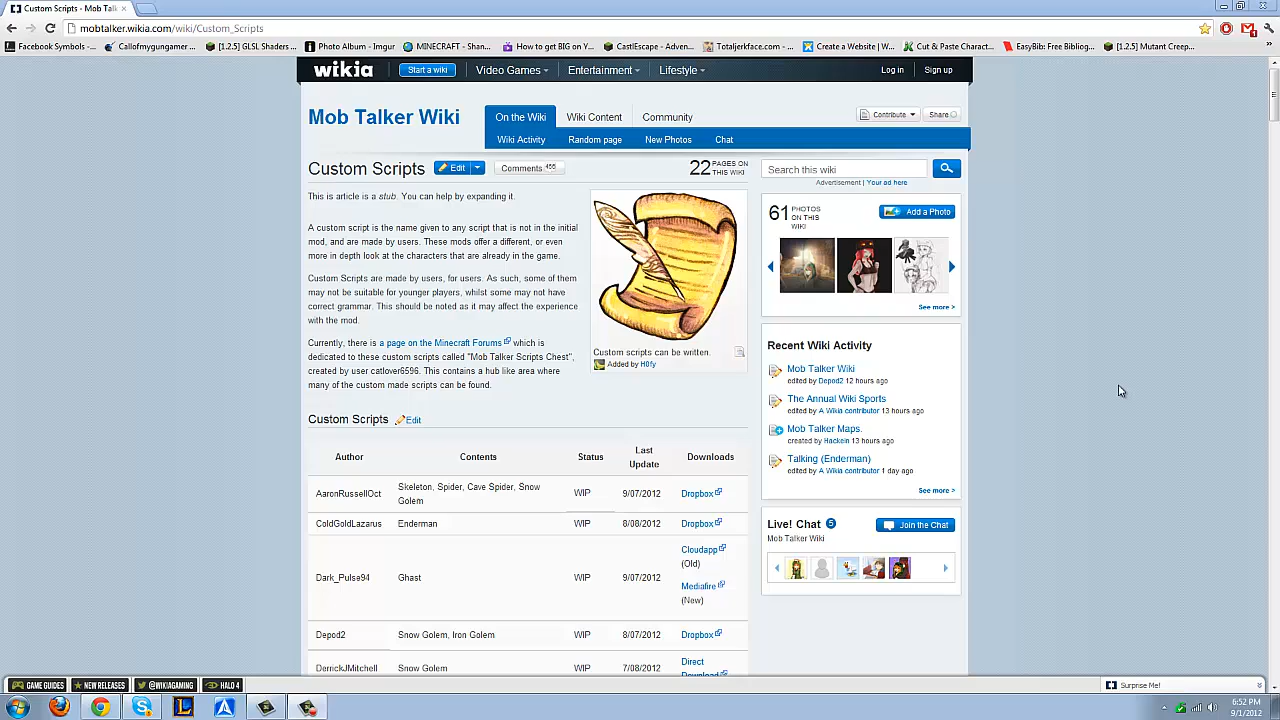 Custom Scripts - Mob Talk
mobtalker.wikia.com/wiki/Custom_Scripts
Facebook Symbols -
Callofmygungamer
[1.2.5] GLSL Shaders
Photo Album - Imgur
MINECRAFT - Shan...
How to get BIG on Y...
CastlEscape - Adven...
Totaljerkface.com - ...
Create a Website | W...
Cut & Paste Charact...
EasyBib: Free Bibliog...
[1.2.5] Mutant Creep...
wikia
Start a wiki
Video Games
Entertainment
Lifestyle
Log in
Sign up
Mob Talker Wiki
On the Wiki
Wiki Content
Community
Contribute
Share
Wiki Activity
Random page
New Photos
Chat
Custom Scripts
Edit
Comments 456
22 PAGES ON THIS WIKI
This is article is a stub. You can help by expanding it.
A custom script is the name given to any script that is not in the initial
mod, and are made by users. These mods offer a different, or even
more in depth look at the characters that are already in the game.
Custom Scripts are made by users, for users. As such, some of them
may not be suitable for younger players, whilst some may not have
correct grammar. This should be noted as it may affect the experience
with the mod.
Currently, there is a page on the Minecraft Forums which is
dedicated to these custom scripts called "Mob Talker Scripts Chest",
created by user catlover6596. This contains a hub like area where
many of the custom made scripts can be found.
Custom scripts can be written.
Added by H0fy
Custom Scripts
Edit
Author
Contents
Status
Last Update
Downloads
AaronRussellOct
Skeleton, Spider, Cave Spider, Snow
Golem
WIP
9/07/2012
Dropbox
ColdGoldLazarus
Enderman
WIP
8/08/2012
Dropbox
Dark_Pulse94
Ghast
WIP
9/07/2012
Cloudapp
(Old)
Mediafire
(New)
Depod2
Snow Golem, Iron Golem
WIP
8/07/2012
Dropbox
DerrickJMitchell
Snow Golem
WIP
7/08/2012
Direct
Download
Search this wiki
Advertisement | Your ad here
61 PHOTOS ON THIS WIKI
Add a Photo
See more >
Recent Wiki Activity
Mob Talker Wiki
edited by Depod2 12 hours ago
The Annual Wiki Sports
edited by A Wikia contributor 13 hours ago
Mob Talker Maps.
created by Hackein 13 hours ago
Talking (Enderman)
edited by A Wikia contributor 1 day ago
See more >
Live! Chat 5
Join the Chat
Mob Talker Wiki
GAME GUIDES
NEW RELEASES
@WIKIAGAMING
HALO 4
Surprise Me!
6:52 PM
9/1/2012